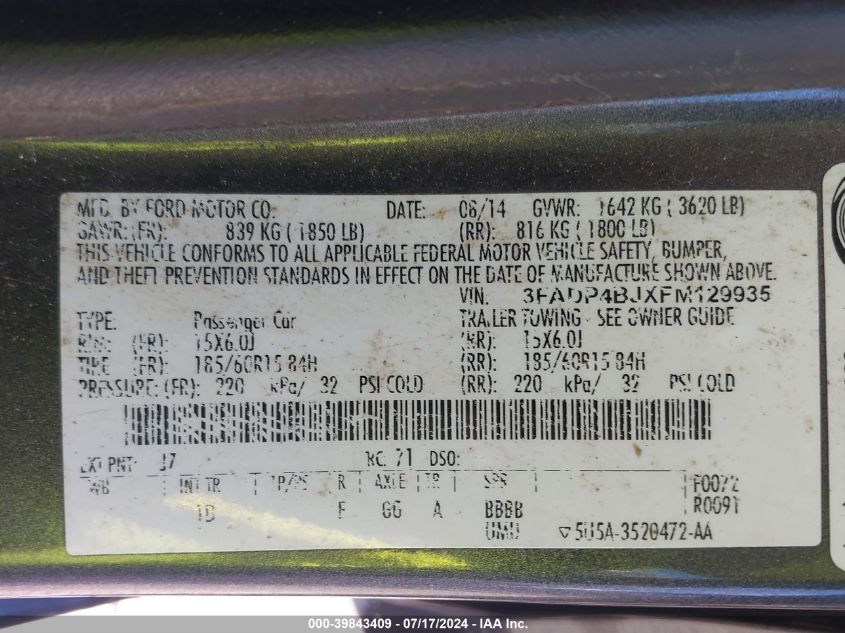 MFD. BY FORD MOTOR CO. DATE: 08/14 GVWR: 1642 KG ( 3620 LB)
GAWR: (FR): 839 KG ( 1850 LB) (RR): 816 KG ( 1800 LB)
THIS VEHICLE CONFORMS TO ALL APPLICABLE FEDERAL MOTOR VEHICLE SAFETY, BUMPER,
AND THEFT PREVENTION STANDARDS IN EFFECT ON THE DATE OF MANUFACTURE SHOWN ABOVE.
VIN: 3FADP4BJXFM129935
TYPE: Passenger Car TRAILER TOWING - SEE OWNER GUIDE
RIM: (FR): 15X6.0J (RR): 15X6.0J
TIRE (FR): 185/60R15 84H (RR): 185/60R15 84H
PRESSURE: (FR): 220 kPa/ 32 PSI COLD (RR): 220 kPa/ 32 PSI COLD
EXT PNT: J7 RC: 71 DSO:
WB INT TR TP/PS R AXLE TR SPR F0072
1D F GG A BBBB R0091
UMU 5U5A-3520472-AA
000-39843409 - 07/17/2024 - IAA Inc.